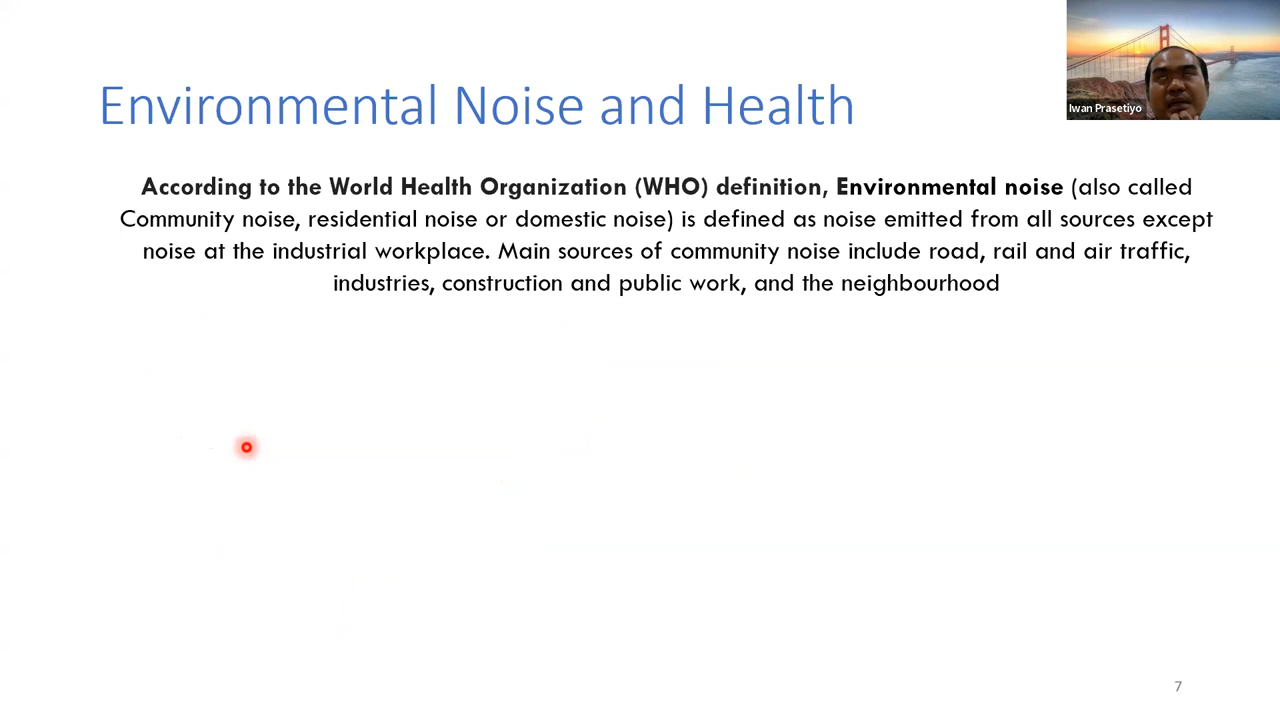 Iwan Prasetiyo
Environmental Noise and Health
According to the World Health Organization (WHO) definition, Environmental noise (also called
Community noise, residential noise or domestic noise) is defined as noise emitted from all sources except
noise at the industrial workplace. Main sources of community noise include road, rail and air traffic,
industries, construction and public work, and the neighbourhood
7